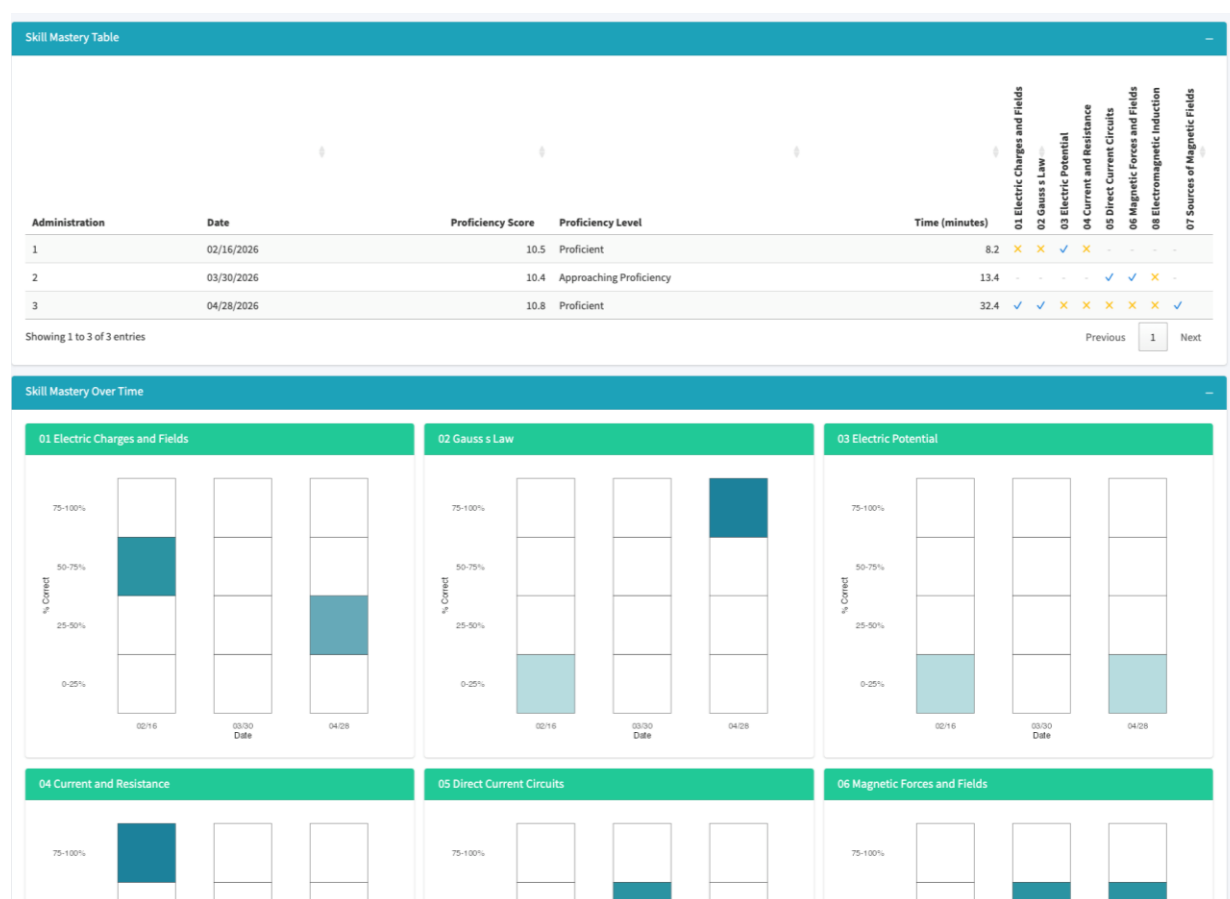 Skill Mastery Table
–
01 Electric Charges and Fields
02 Gauss s Law
03 Electric Potential
04 Current and Resistance
05 Direct Current Circuits
06 Magnetic Forces and Fields
08 Electromagnetic Induction
07 Sources of Magnetic Fields
Administration Date Proficiency Score Proficiency Level Time (minutes)
1 02/16/2026 10.5 Proficient 8.2 × × ✓ × - - - -
2 03/30/2026 10.4 Approaching Proficiency 13.4 - - - - ✓ ✓ × -
3 04/28/2026 10.8 Proficient 32.4 ✓ ✓ × × × × × ✓
Showing 1 to 3 of 3 entries
Previous 1 Next
Skill Mastery Over Time
–
01 Electric Charges and Fields
75-100%
50-75%
25-50%
0-25%
% Correct
02/16 03/30 04/28
Date
02 Gauss s Law
75-100%
50-75%
25-50%
0-25%
% Correct
02/16 03/30 04/28
Date
03 Electric Potential
75-100%
50-75%
25-50%
0-25%
% Correct
02/16 03/30 04/28
Date
04 Current and Resistance
75-100%
05 Direct Current Circuits
75-100%
06 Magnetic Forces and Fields
75-100%